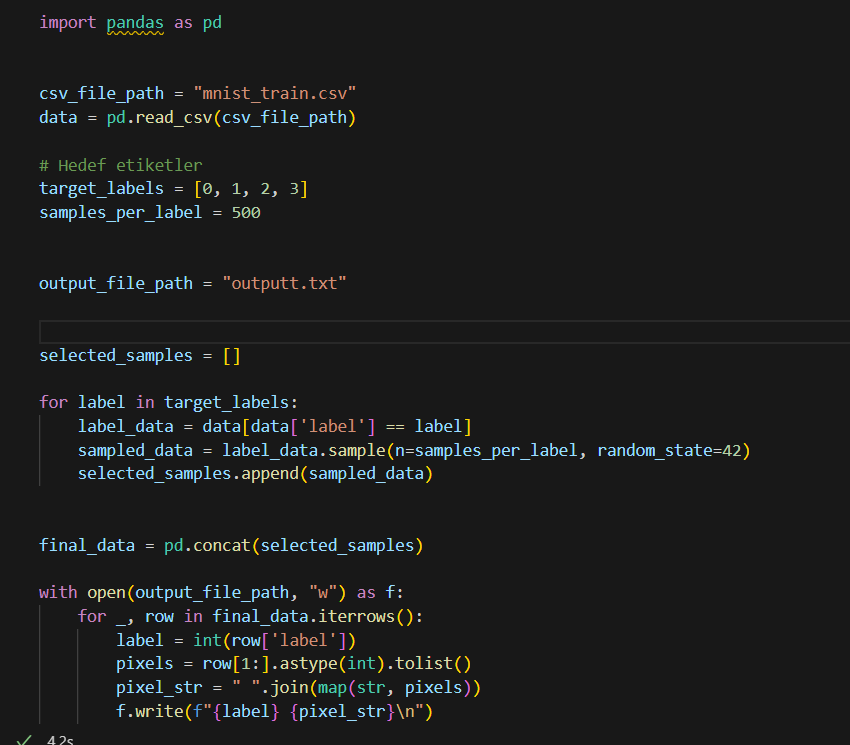 import pandas as pd
csv_file_path = "mnist_train.csv"
data = pd.read_csv(csv_file_path)
# Hedef etiketler
target_labels = [0, 1, 2, 3]
samples_per_label = 500
output_file_path = "outputt.txt"
selected_samples = []
for label in target_labels:
    label_data = data[data['label'] == label]
    sampled_data = label_data.sample(n=samples_per_label, random_state=42)
    selected_samples.append(sampled_data)
final_data = pd.concat(selected_samples)
with open(output_file_path, "w") as f:
    for _, row in final_data.iterrows():
        label = int(row['label'])
        pixels = row[1:].astype(int).tolist()
        pixel_str = " ".join(map(str, pixels))
        f.write(f"{label} {pixel_str}\n")
4.2s